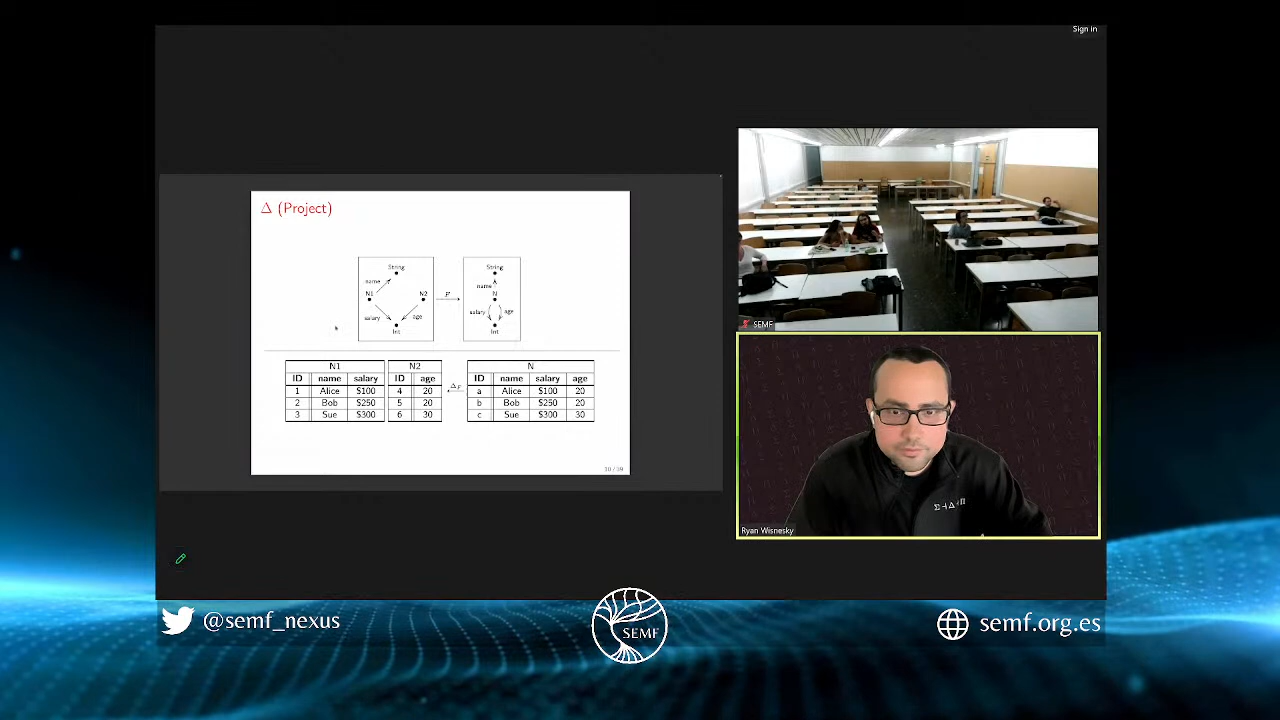 Sign in
Δ (Project)
String String
name name
N1 N2 F N
salary age salary age
Int Int
N1 N2 N
ID name salary ID age Δ_F ID name salary age
1 Alice $100 4 20 a Alice $100 20
2 Bob $250 5 20 b Bob $250 20
3 Sue $300 6 30 c Sue $300 30
10 / 39
SEMF
Σ ⊣ Δ ⊣ Π
Ryan Wisnesky
@semf_nexus
SEMF
semf.org.es